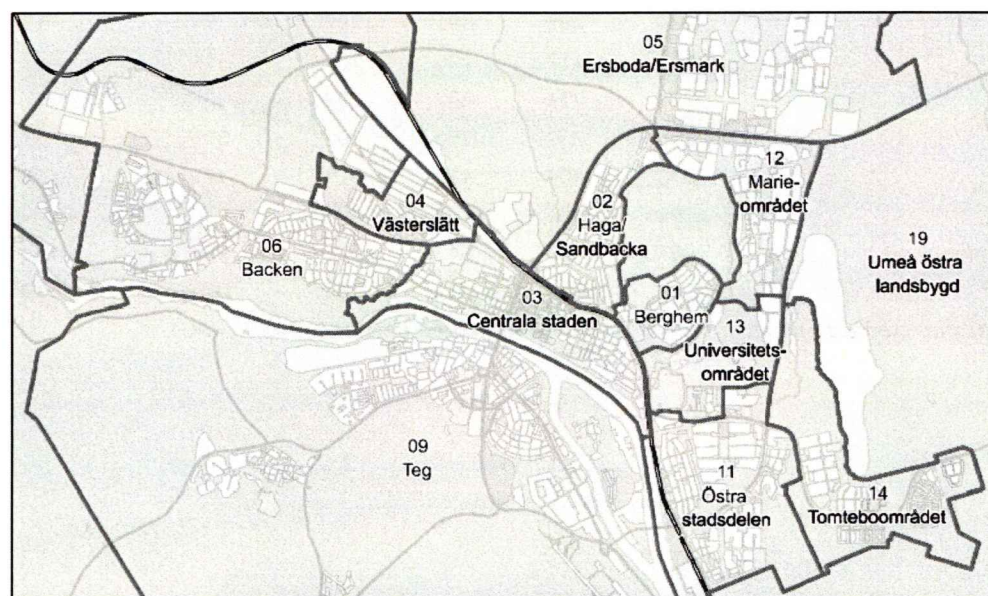 05
Ersboda/Ersmark
12
Marie-
området
04
Västerslätt
02
Haga/
Sandbacka
06
Backen
19
Umeå östra
landsbygd
03
Centrala staden
01
Berghem
13
Universitets-
området
09
Teg
11
Östra
stadsdelen
14
Tomteboområdet